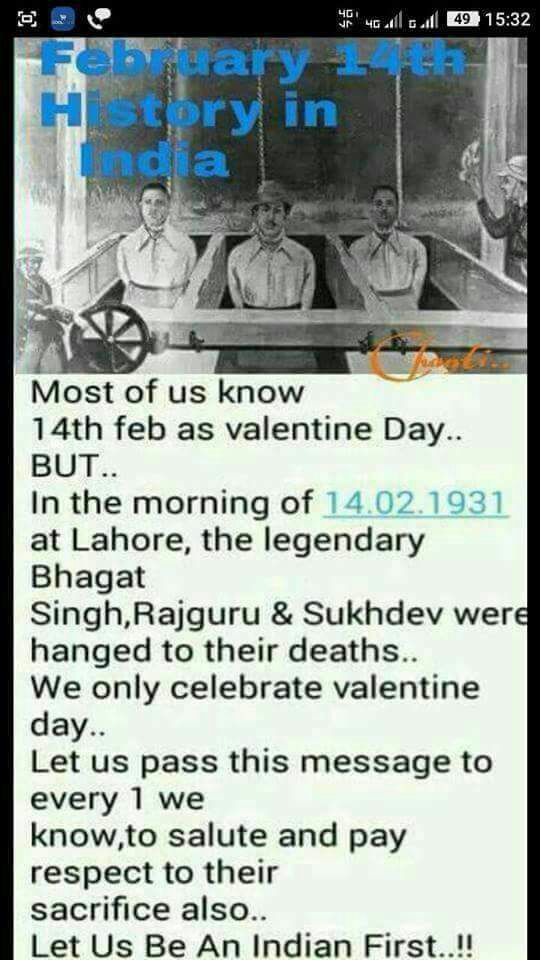 4G 4G G 49 15:32
February 14th
History in
India
Most of us know
14th feb as valentine Day..
BUT..
In the morning of 14.02.1931
at Lahore, the legendary
Bhagat
Singh,Rajguru & Sukhdev were
hanged to their deaths..
We only celebrate valentine
day..
Let us pass this message to
every 1 we
know,to salute and pay
respect to their
sacrifice also..
Let Us Be An Indian First..!!